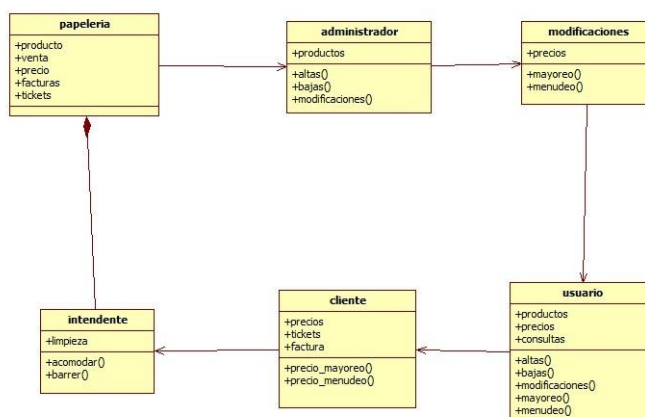 papeleria
+producto
+venta
+precio
+facturas
+tickets
administrador
+productos
+altas()
+bajas()
+modificaciones()
modificaciones
+precios
+mayoreo()
+menudeo()
intendente
+limpieza
+acomodar()
+barrer()
cliente
+precios
+tickets
+factura
+precio_mayoreo()
+precio_menudeo()
usuario
+productos
+precios
+consultas
+altas()
+bajas()
+modificaciones()
+mayoreo()
+menudeo()